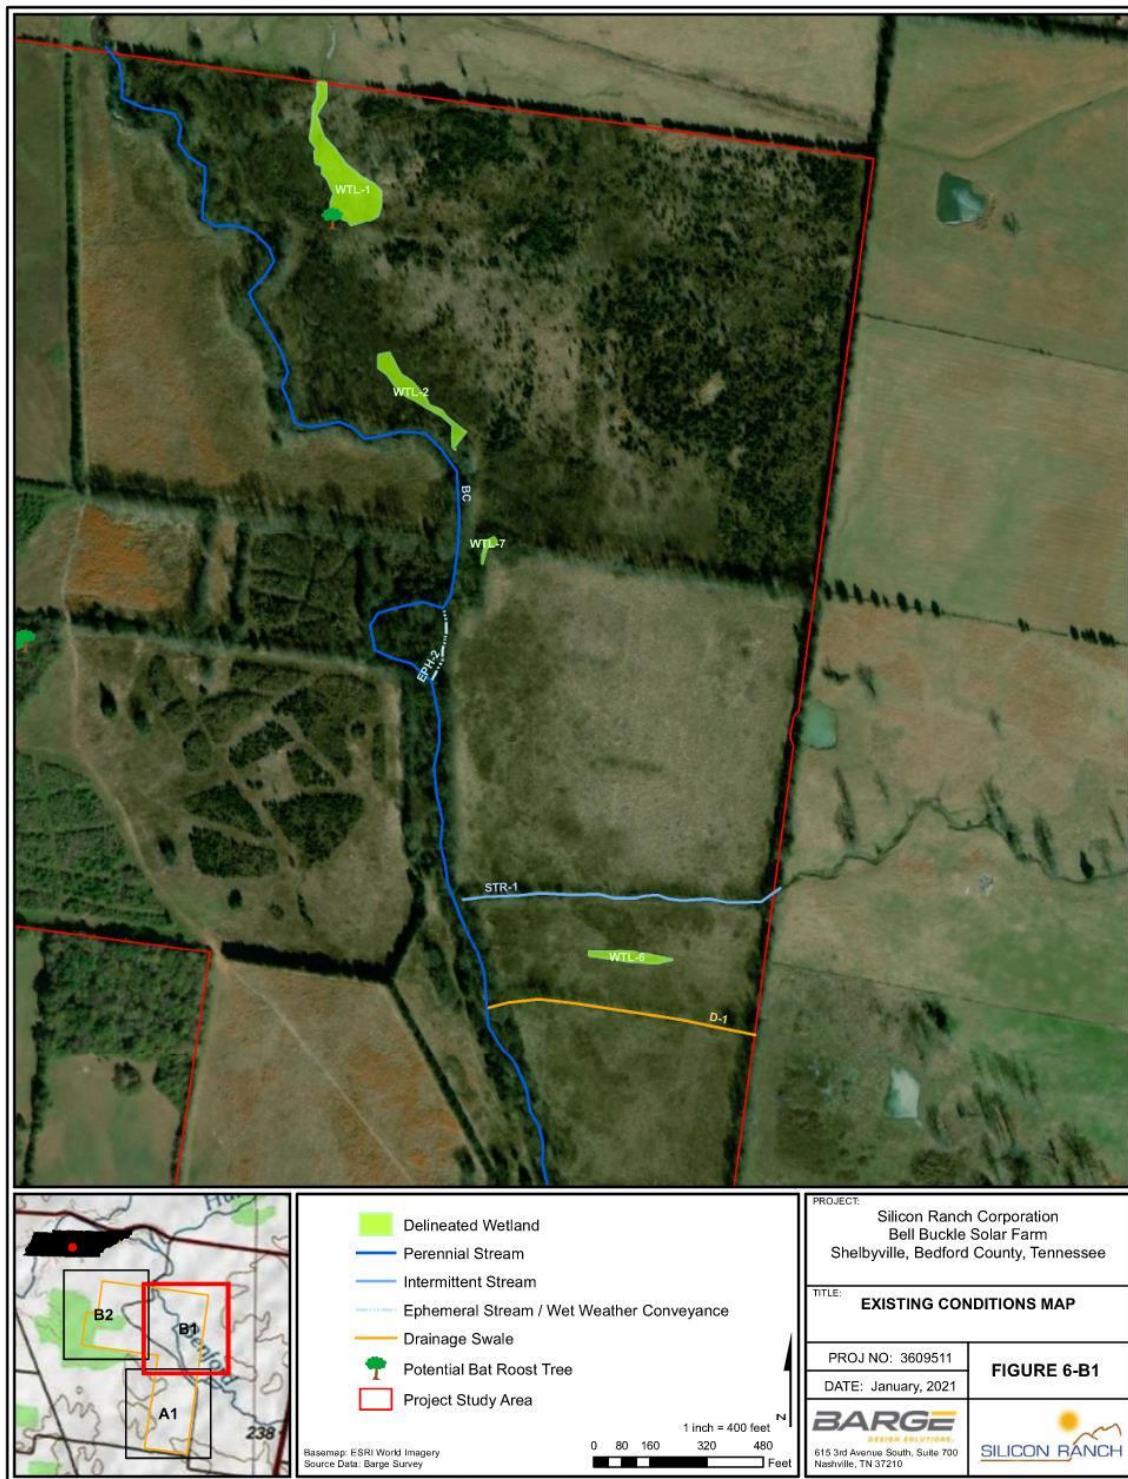 WTL-1
WTL-2
BC
WTL-7
EPH-2
STR-1
WTL-6
D-1
B2
B1
A1
238
Delineated Wetland
Perennial Stream
Intermittent Stream
Ephemeral Stream / Wet Weather Conveyance
Drainage Swale
Potential Bat Roost Tree
Project Study Area
Basemap: ESRI World Imagery
Source Data: Barge Survey
1 inch = 400 feet
Z
0 80 160 320 480
Feet
PROJECT:
Silicon Ranch Corporation
Bell Buckle Solar Farm
Shelbyville, Bedford County, Tennessee
TITLE:
EXISTING CONDITIONS MAP
PROJ NO: 3609511
DATE: January, 2021
FIGURE 6-B1
BARGE
DESIGN SOLUTIONS.
615 3rd Avenue South, Suite 700
Nashville, TN 37210
SILICON RANCH